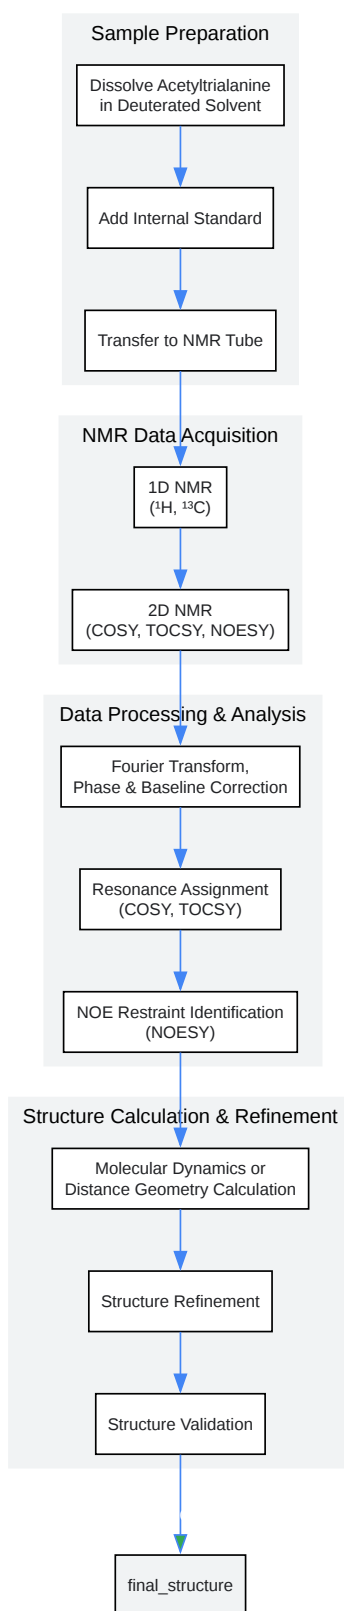 Sample Preparation
Dissolve Acetyltrialanine
in Deuterated Solvent
Add Internal Standard
Transfer to NMR Tube
NMR Data Acquisition
1D NMR
(¹H, ¹³C)
2D NMR
(COSY, TOCSY, NOESY)
Data Processing & Analysis
Fourier Transform,
Phase & Baseline Correction
Resonance Assignment
(COSY, TOCSY)
NOE Restraint Identification
(NOESY)
Structure Calculation & Refinement
Molecular Dynamics or
Distance Geometry Calculation
Structure Refinement
Structure Validation
final_structure